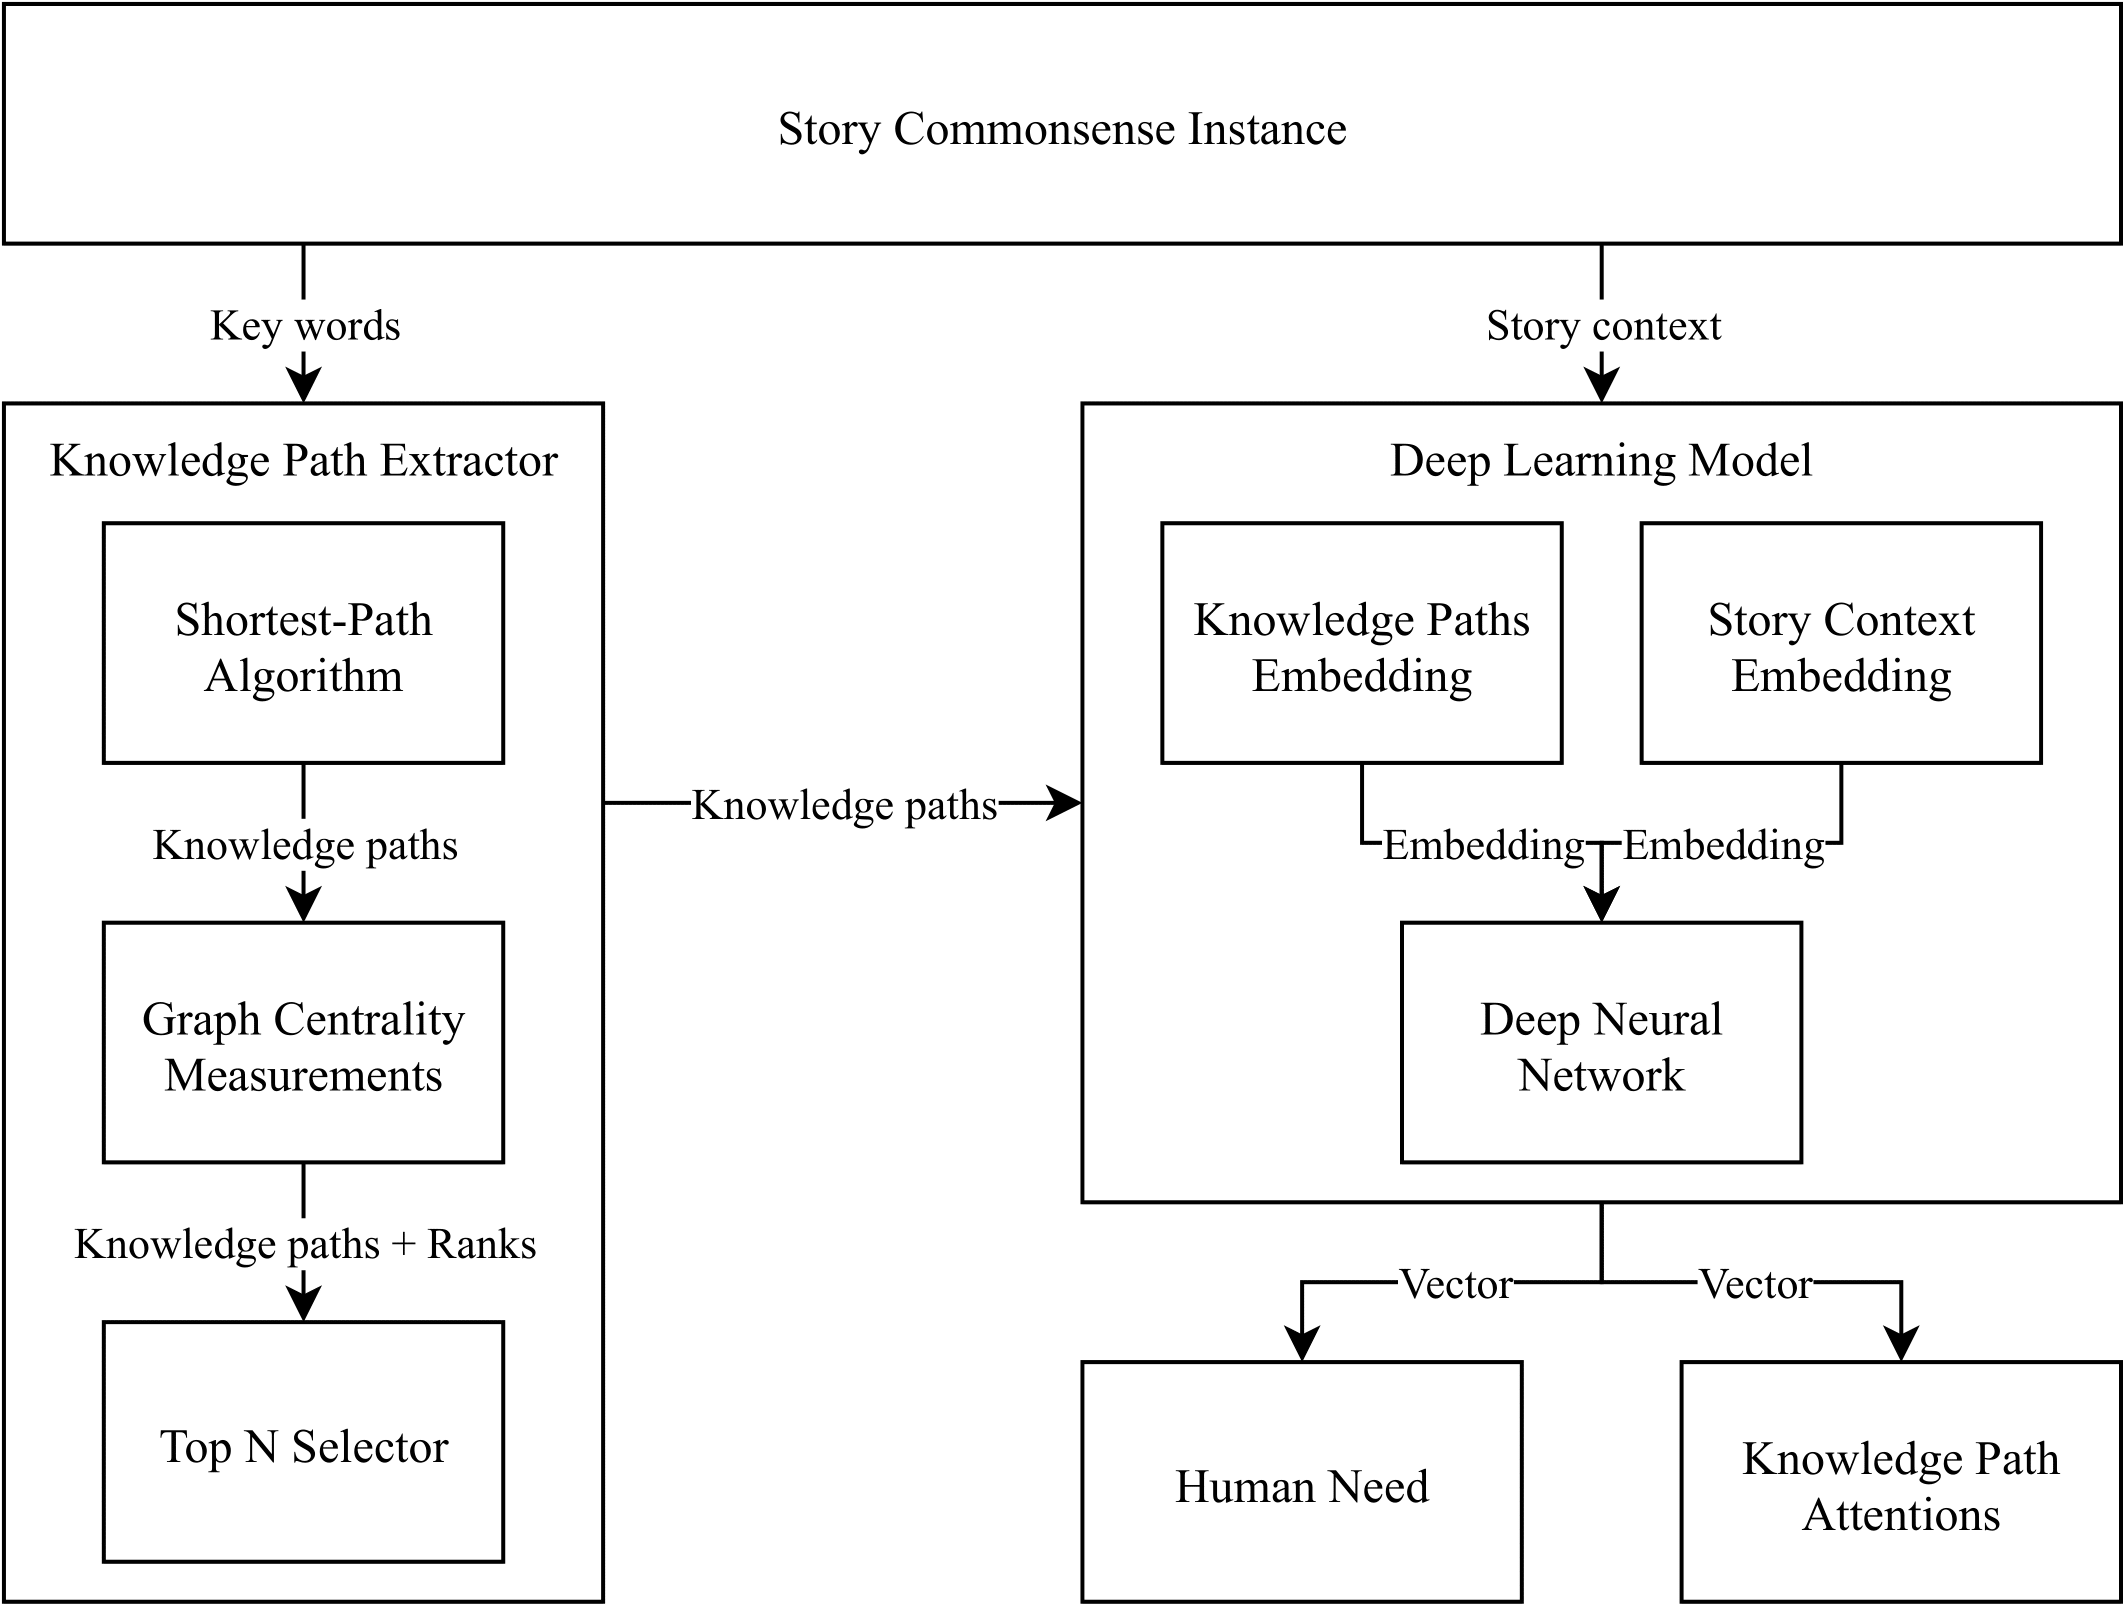 Story Commonsense Instance
Key words
Story context
Knowledge Path Extractor
Shortest-Path
Algorithm
Knowledge paths
Graph Centrality
Measurements
Knowledge paths + Ranks
Top N Selector
Knowledge paths
Deep Learning Model
Knowledge Paths
Embedding
Story Context
Embedding
Embedding
Embedding
Deep Neural
Network
Vector
Vector
Human Need
Knowledge Path
Attentions